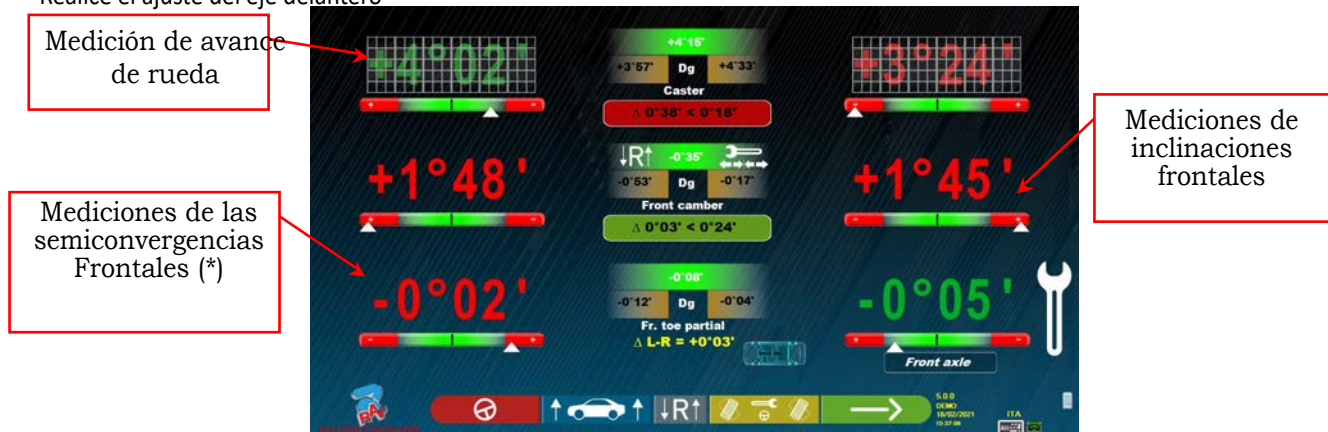 Realice el ajuste del eje delantero
Medición de avance
de rueda
Mediciones de las
semiconvergencias
Frontales (*)
+4°02'
+1°48'
-0°02'
+4°15'
+3°57' Dg +4°33'
Caster
Δ 0°38' < 0°18'
↓R↑ -0°35'
-0°53' Dg -0°17'
Front camber
Δ 0°03' < 0°24'
-0°08'
-0°12' Dg -0°04'
Fr. toe partial
Δ L-R = +0°03'
+3°24'
+1°45'
-0°05'
Front axle
Mediciones de
inclinaciones
frontales
↓R↑
5.0.0
DEMO
18/02/2021
ITA